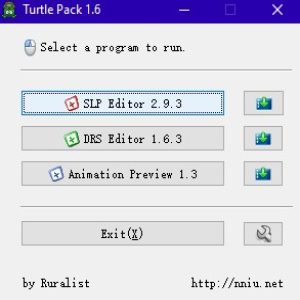 Turtle Pack 1.6
Select a program to run.
SLP Editor 2.9.3
DRS Editor 1.6.3
Animation Preview 1.3
Exit(X)
by Ruralist http://nniu.net